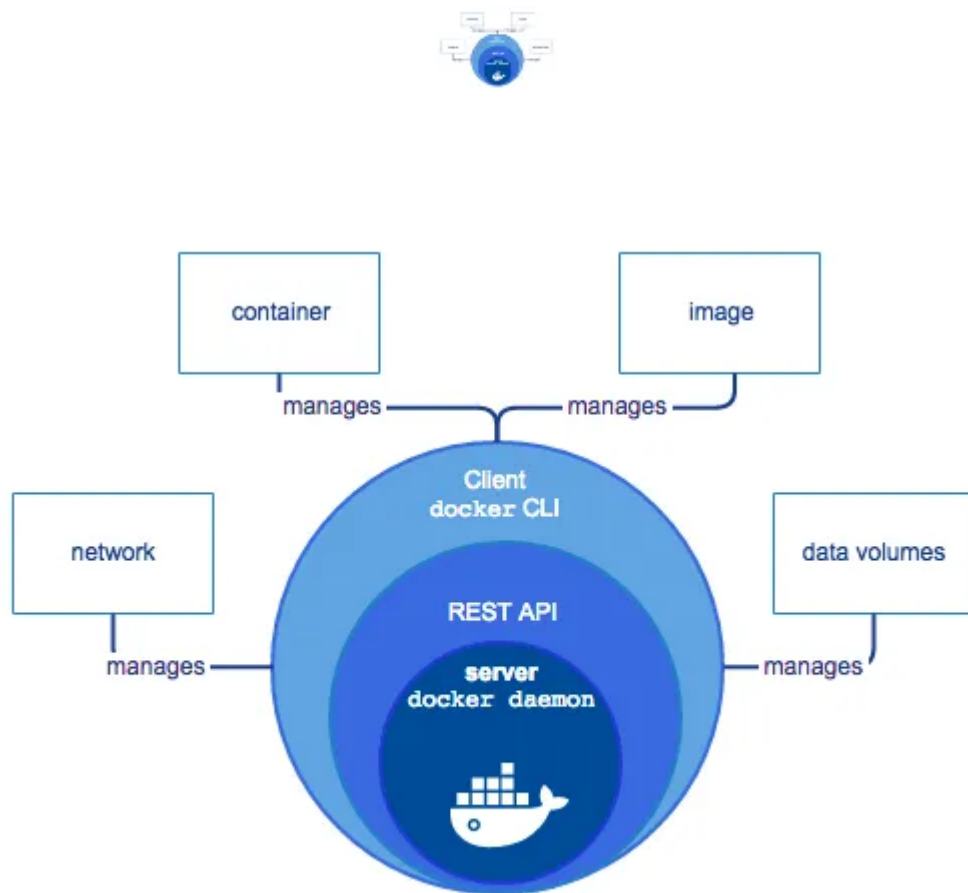 container
image
manages
manages
Client
docker CLI
network
data volumes
REST API
manages
server
manages
docker daemon